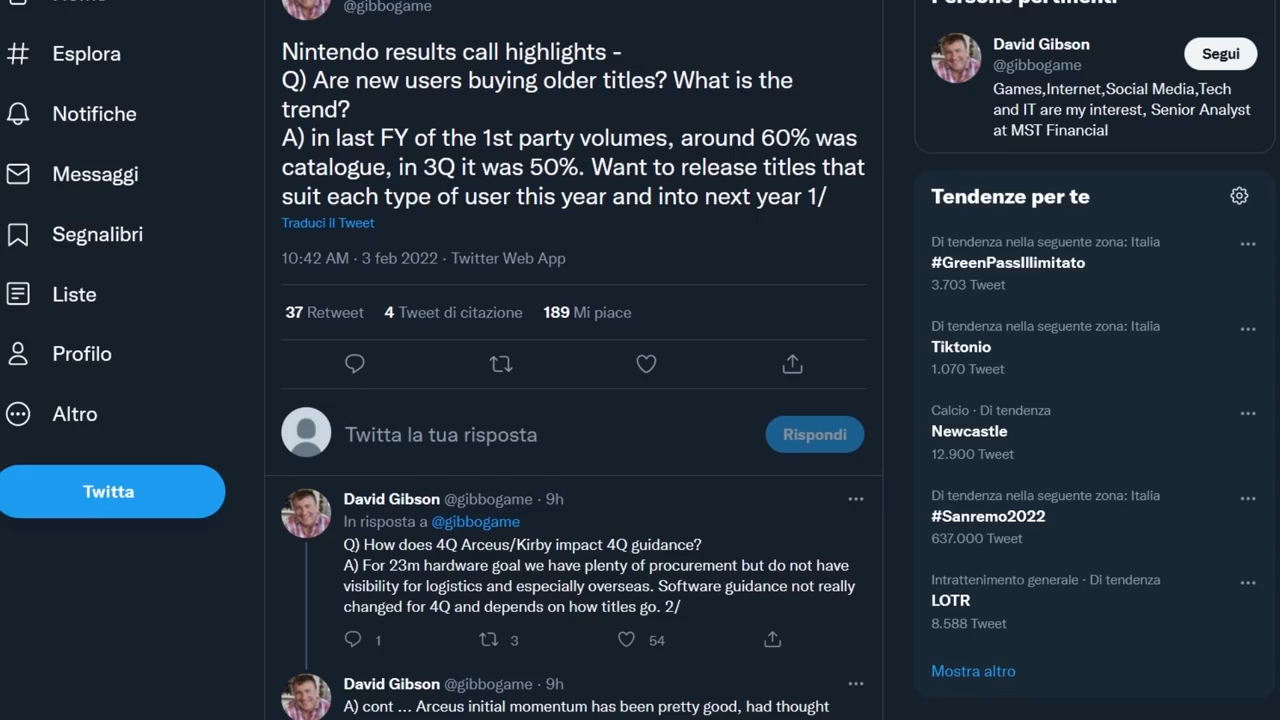 @gibbogame
Esplora
Notifiche
Messaggi
Segnalibri
Liste
Profilo
Altro
Twitta
Nintendo results call highlights -
Q) Are new users buying older titles? What is the
trend?
A) in last FY of the 1st party volumes, around 60% was
catalogue, in 3Q it was 50%. Want to release titles that
suit each type of user this year and into next year 1/
Traduci il Tweet
10:42 AM · 3 feb 2022 · Twitter Web App
37 Retweet 4 Tweet di citazione 189 Mi piace
Twitta la tua risposta
Rispondi
David Gibson @gibbogame · 9h
In risposta a @gibbogame
Q) How does 4Q Arceus/Kirby impact 4Q guidance?
A) For 23m hardware goal we have plenty of procurement but do not have
visibility for logistics and especially overseas. Software guidance not really
changed for 4Q and depends on how titles go. 2/
1 3 54
David Gibson @gibbogame · 9h
A) cont ... Arceus initial momentum has been pretty good, had thought
Persone pertinenti
David Gibson
@gibbogame
Segui
Games,Internet,Social Media,Tech
and IT are my interest, Senior Analyst
at MST Financial
Tendenze per te
Di tendenza nella seguente zona: Italia
#GreenPassIllimitato
3.703 Tweet
Di tendenza nella seguente zona: Italia
Tiktonio
1.070 Tweet
Calcio · Di tendenza
Newcastle
12.900 Tweet
Di tendenza nella seguente zona: Italia
#Sanremo2022
637.000 Tweet
Intrattenimento generale · Di tendenza
LOTR
8.588 Tweet
Mostra altro